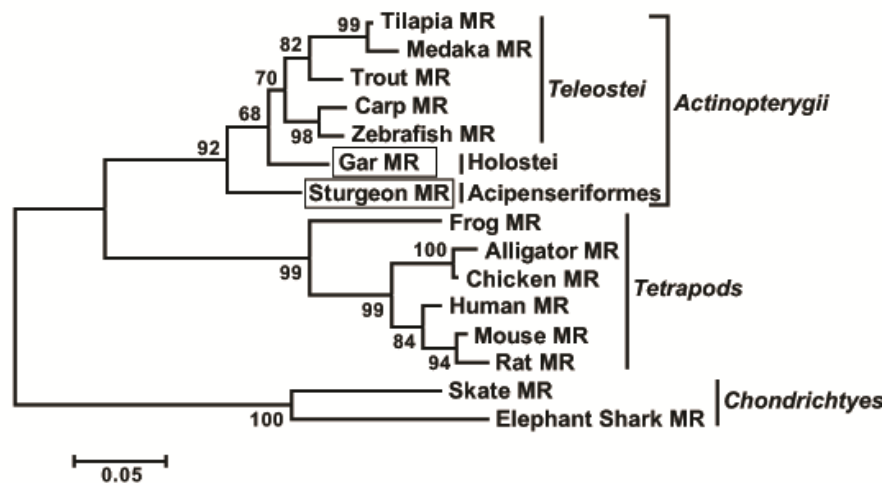 99 Tilapia MR
82 Medaka MR
70 Trout MR Teleostei Actinopterygii
68 Carp MR
98 Zebrafish MR
92 Gar MR Holostei
Sturgeon MR Acipenseriformes
Frog MR
100 Alligator MR
99 Chicken MR Tetrapods
99 Human MR
84 Mouse MR
94 Rat MR
Skate MR Chondrichtyes
100 Elephant Shark MR
0.05